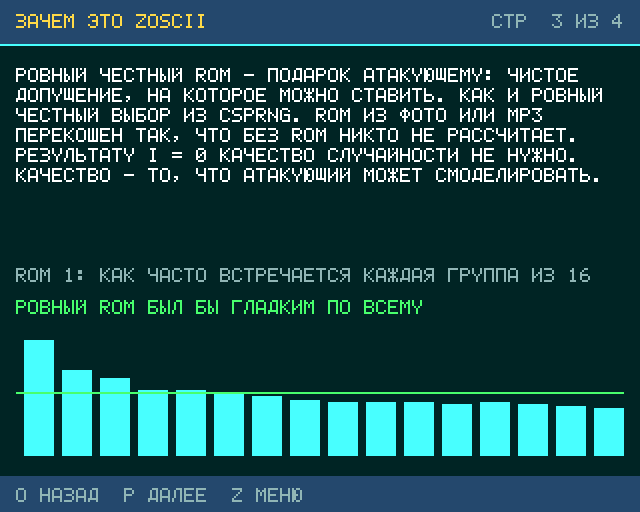 ЗАЧЕМ ЭТО ZOSCII
СТР 3 ИЗ 4
РОВНЫЙ ЧЕСТНЫЙ ROM - ПОДАРОК АТАКУЮЩЕМУ: ЧИСТОЕ
ДОПУЩЕНИЕ, НА КОТОРОЕ МОЖНО СТАВИТЬ. КАК И РОВНЫЙ
ЧЕСТНЫЙ ВЫБОР ИЗ CSPRNG. ROM ИЗ ФОТО ИЛИ MP3
ПЕРЕКОШЕН ТАК, ЧТО БЕЗ ROM НИКТО НЕ РАССЧИТАЕТ.
РЕЗУЛЬТАТУ I = 0 КАЧЕСТВО СЛУЧАЙНОСТИ НЕ НУЖНО.
КАЧЕСТВО - ТО, ЧТО АТАКУЮЩИЙ МОЖЕТ СМОДЕЛИРОВАТЬ.
ROM 1: КАК ЧАСТО ВСТРЕЧАЕТСЯ КАЖДАЯ ГРУППА ИЗ 16
РОВНЫЙ ROM БЫЛ БЫ ГЛАДКИМ ПО ВСЕМУ
O НАЗАД P ДАЛЕЕ Z МЕНЮ